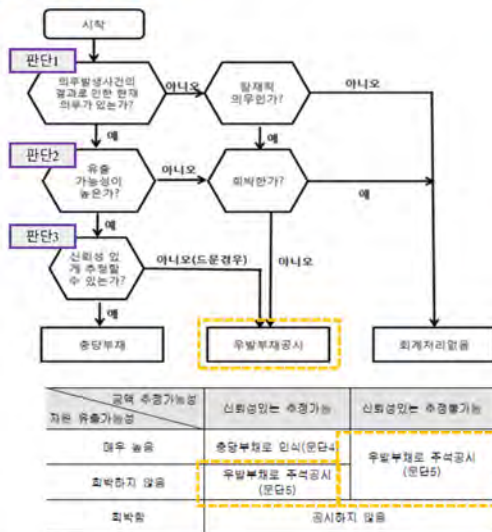 시작
판단1
의무발생사건의
결과로 인한 현재
의무가 있는가?
아니오
잠재적
의무인가?
아니오
예
예
판단2
유출
가능성이
높은가?
아니오
희박한가?
예
예
판단3
신뢰성 있
게 추정할
수 있는가?
아니오(드문경우)
아니오
예
충당부채
우발부채공시
회계처리없음
금액 추정가능성
자원 유출가능성
신뢰성있는 추정가능
신뢰성있는 추정불가능
매우 높음
충당부채로 인식(문단4
우발부채로 주석공시
(문단5)
희박하지 않음
우발부채로 주석공시
(문단5)
희박함
공시하지 않음